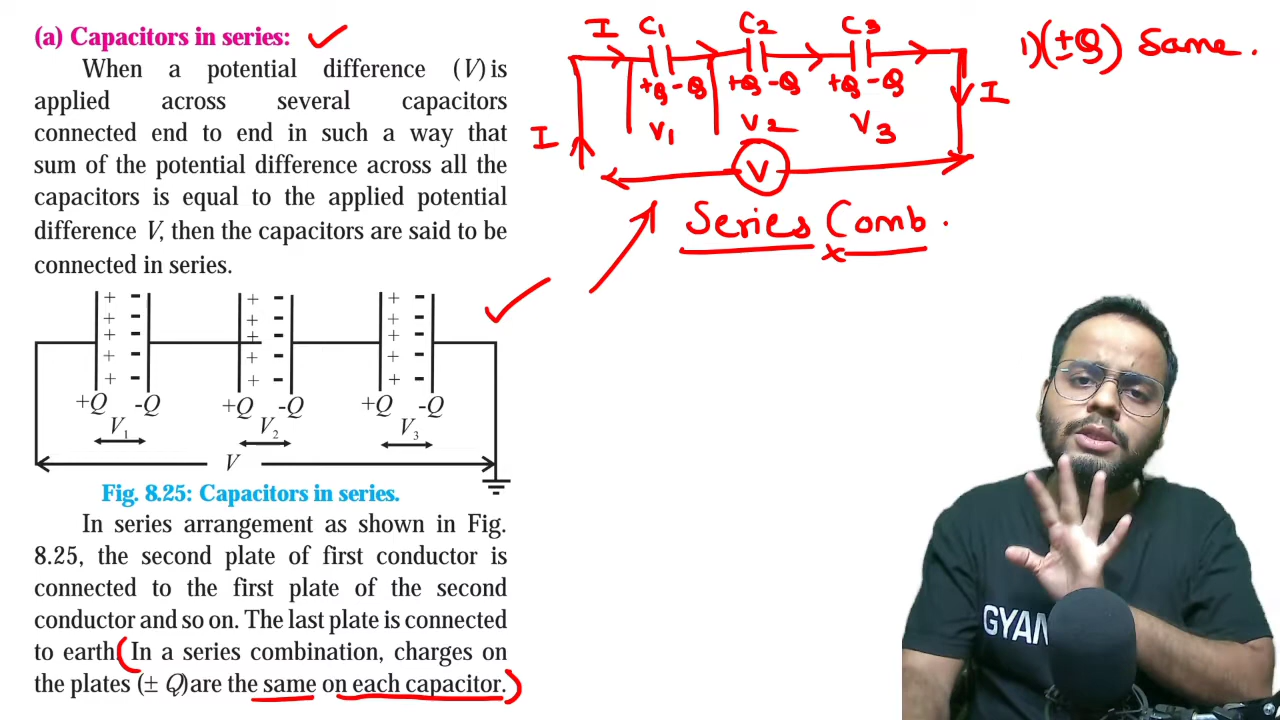 (a) Capacitors in series:
When a potential difference (V) is
applied across several capacitors
connected end to end in such a way that
sum of the potential difference across all the
capacitors is equal to the applied potential
difference V, then the capacitors are said to be
connected in series.
+ - + - + -
+ - + - + -
+ - + - + -
+ - + - + -
+ - + - + -
+Q -Q +Q -Q +Q -Q
V1 V2 V3
V
Fig. 8.25: Capacitors in series.
In series arrangement as shown in Fig.
8.25, the second plate of first conductor is
connected to the first plate of the second
conductor and so on. The last plate is connected
to earth. In a series combination, charges on
the plates (± Q) are the same on each capacitor.
I C1 C2 C3
+Q -Q +Q -Q +Q -Q
I V1 V2 V3 I
V
Series Comb.
1) (±Q) Same.
GYAN